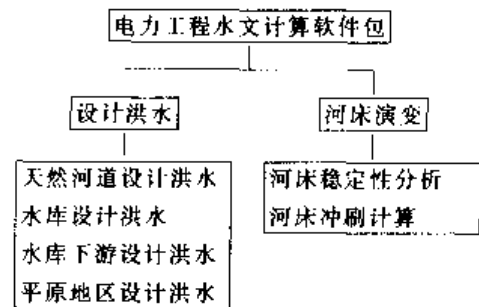 电力工程水文计算软件包
设计洪水
河床演变
天然河道设计洪水
水库设计洪水
水库下游设计洪水
平原地区设计洪水
河床稳定性分析
河床冲刷计算